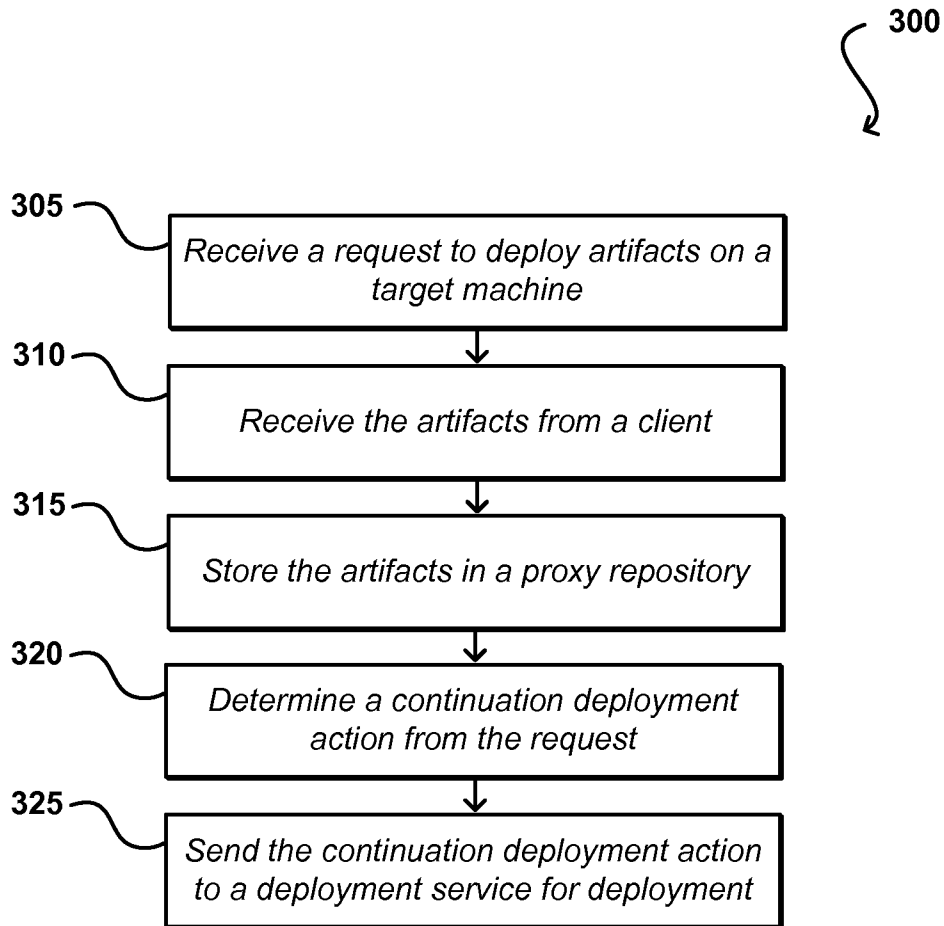 300
305
Receive a request to deploy artifacts on a
target machine
310
Receive the artifacts from a client
315
Store the artifacts in a proxy repository
320
Determine a continuation deployment
action from the request
325
Send the continuation deployment action
to a deployment service for deployment